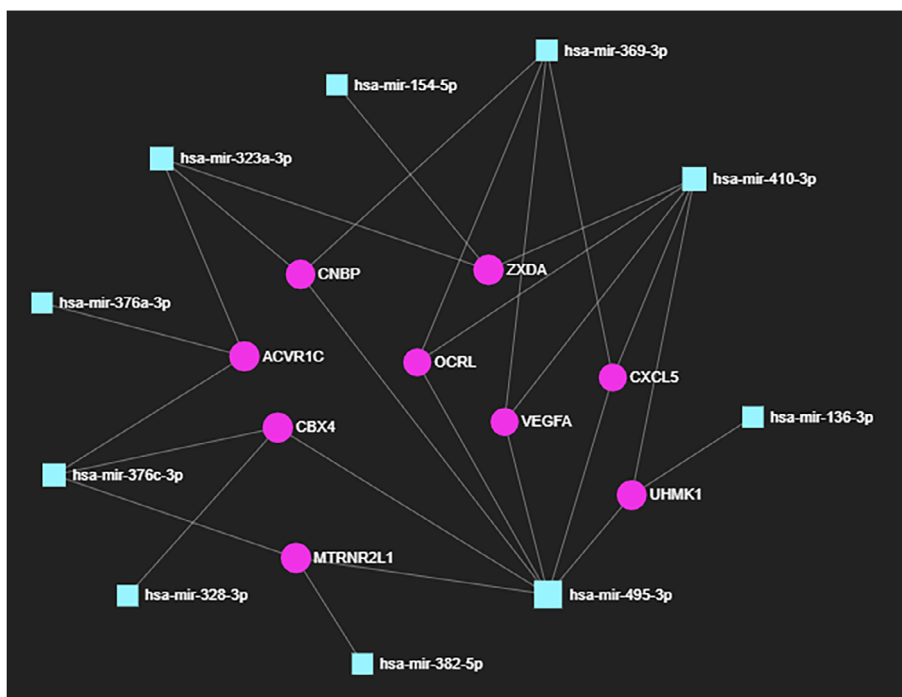 hsa-mir-369-3p
hsa-mir-154-5p
hsa-mir-323a-3p
hsa-mir-410-3p
CNBP
ZXDA
hsa-mir-376a-3p
ACVR1C
OCRL
CXCL5
hsa-mir-136-3p
VEGFA
CBX4
hsa-mir-376c-3p
UHMK1
MTRNR2L1
hsa-mir-328-3p
hsa-mir-495-3p
hsa-mir-382-5p